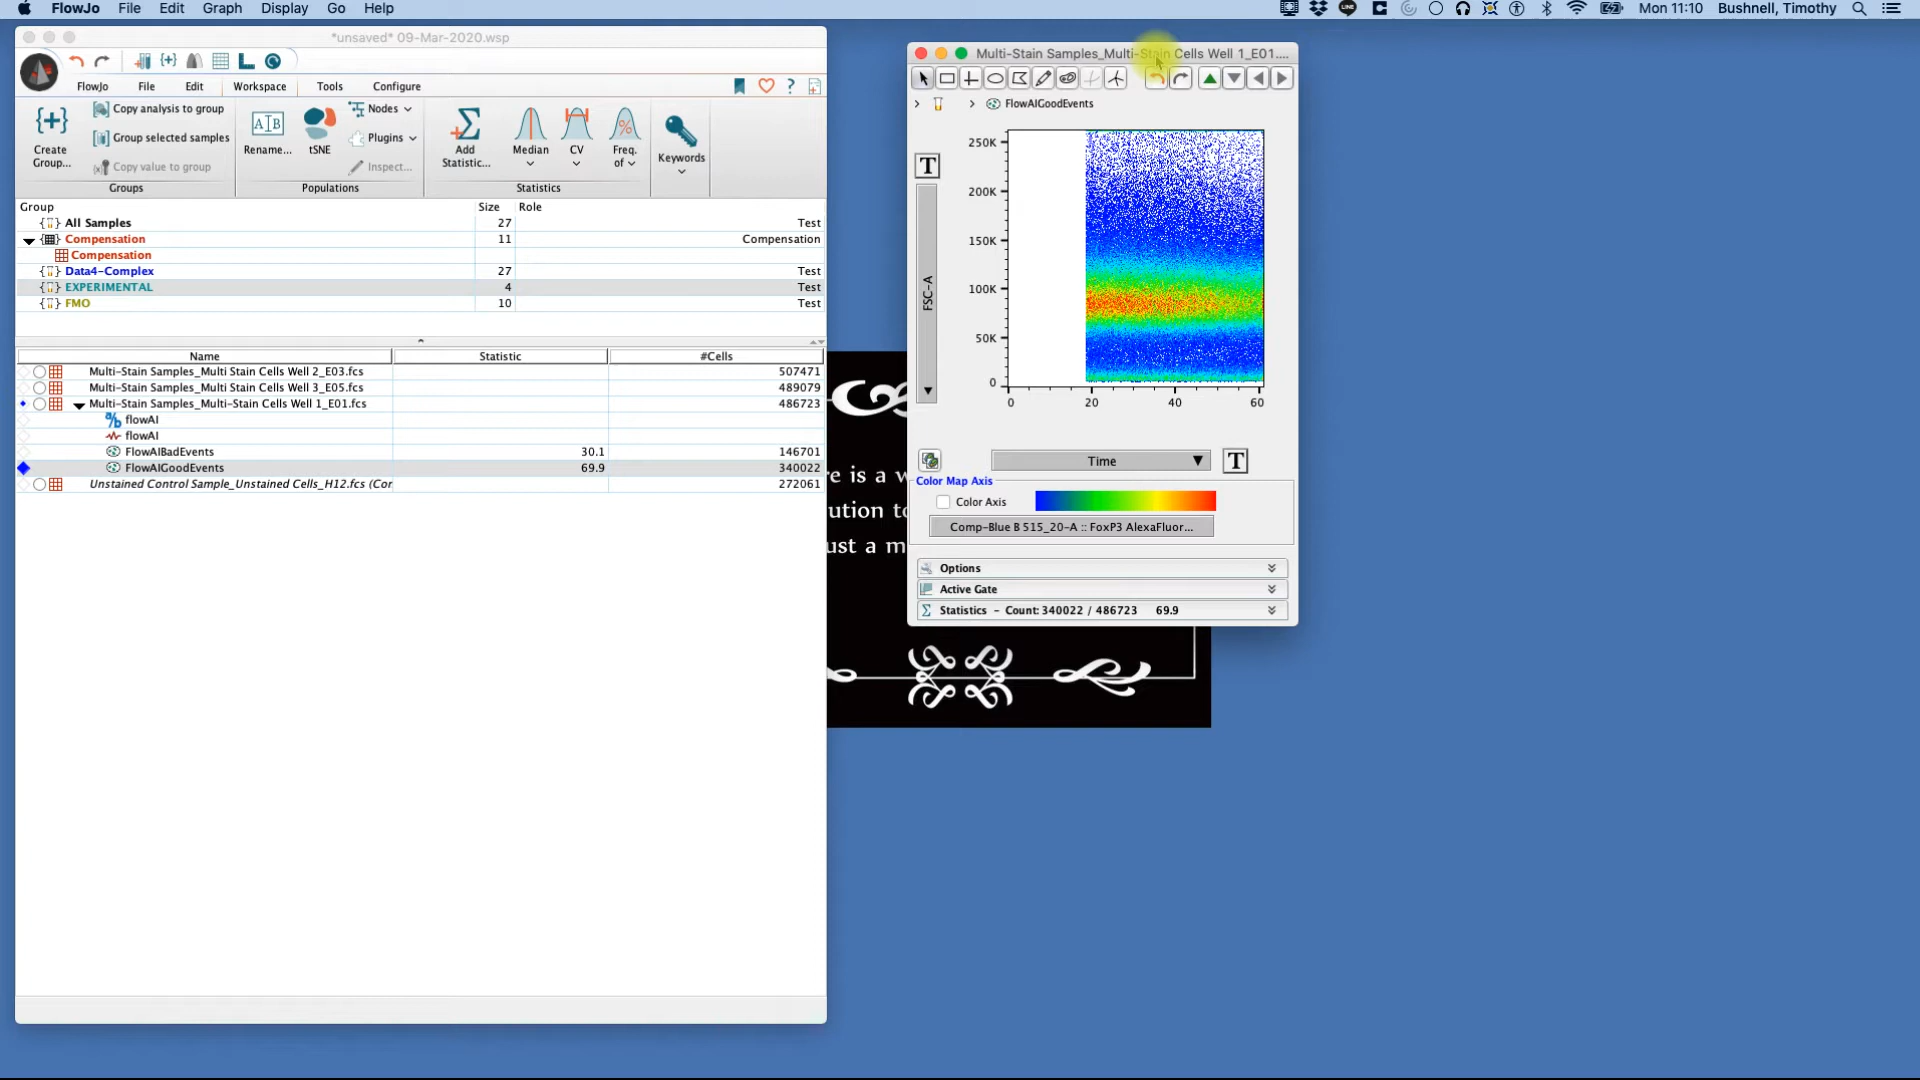 FlowJo File Edit Graph Display Go Help Mon 11:10 Bushnell, Timothy
*unsaved* 09-Mar-2020.wsp
FlowJo File Edit Workspace Tools Configure
Create Group...
Copy analysis to group
Group selected samples
Copy value to group
Groups
Rename...
tSNE
Nodes
Plugins
Inspect...
Populations
Add Statistic...
Median
CV
Freq. of
Statistics
Keywords
Group Size Role
All Samples 27 Test
Compensation 11 Compensation
Compensation
Data4-Complex 27 Test
EXPERIMENTAL 4 Test
FMO 10 Test
Name Statistic #Cells
Multi-Stain Samples_Multi Stain Cells Well 2_E03.fcs 507471
Multi-Stain Samples_Multi Stain Cells Well 3_E05.fcs 489079
Multi-Stain Samples_Multi-Stain Cells Well 1_E01.fcs 486723
flowAI
flowAI
FlowAIBadEvents 30.1 146701
FlowAIGoodEvents 69.9 340022
Unstained Control Sample_Unstained Cells_H12.fcs (Cor 272061
re is a w
ution to
ust a m
Multi-Stain Samples_Multi-Stain Cells Well 1_E01....
FlowAIGoodEvents
T
FSC-A
250K
200K
150K
100K
50K
0
0 20 40 60
Time T
Color Map Axis
Color Axis
Comp-Blue B 515_20-A :: FoxP3 AlexaFluor...
Options
Active Gate
Statistics - Count: 340022 / 486723 69.9